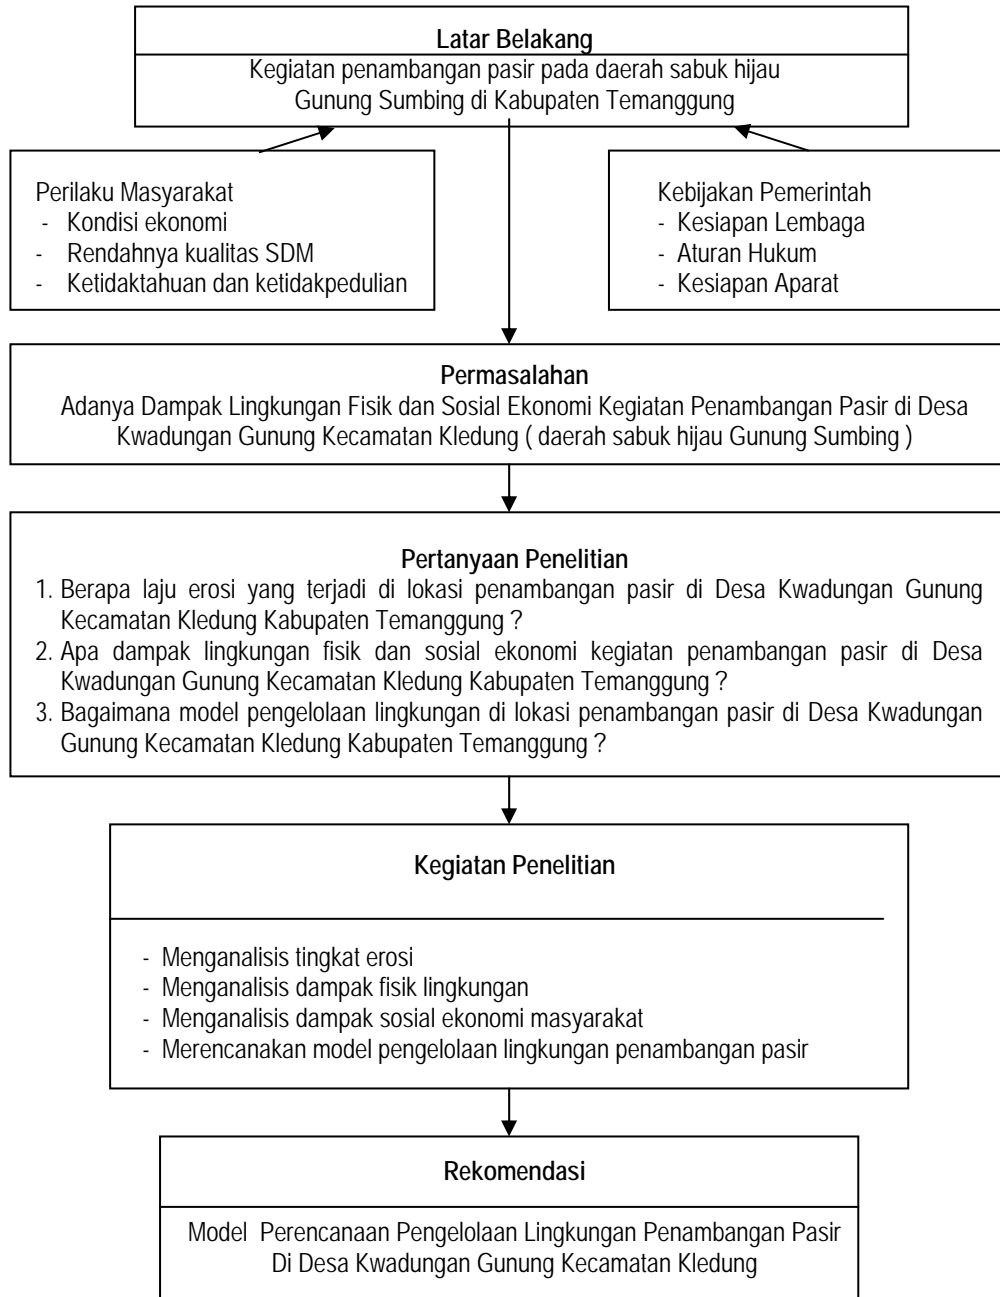 Latar Belakang
Kegiatan penambangan pasir pada daerah sabuk hijau
Gunung Sumbing di Kabupaten Temanggung
Perilaku Masyarakat
- Kondisi ekonomi
- Rendahnya kualitas SDM
- Ketidaktahuan dan ketidakpedulian
Kebijakan Pemerintah
- Kesiapan Lembaga
- Aturan Hukum
- Kesiapan Aparat
Permasalahan
Adanya Dampak Lingkungan Fisik dan Sosial Ekonomi Kegiatan Penambangan Pasir di Desa
Kwadungan Gunung Kecamatan Kledung ( daerah sabuk hijau Gunung Sumbing )
Pertanyaan Penelitian
1. Berapa laju erosi yang terjadi di lokasi penambangan pasir di Desa Kwadungan Gunung
Kecamatan Kledung Kabupaten Temanggung ?
2. Apa dampak lingkungan fisik dan sosial ekonomi kegiatan penambangan pasir di Desa
Kwadungan Gunung Kecamatan Kledung Kabupaten Temanggung ?
3. Bagaimana model pengelolaan lingkungan di lokasi penambangan pasir di Desa Kwadungan
Gunung Kecamatan Kledung Kabupaten Temanggung ?
Kegiatan Penelitian
- Menganalisis tingkat erosi
- Menganalisis dampak fisik lingkungan
- Menganalisis dampak sosial ekonomi masyarakat
- Merencanakan model pengelolaan lingkungan penambangan pasir
Rekomendasi
Model Perencanaan Pengelolaan Lingkungan Penambangan Pasir
Di Desa Kwadungan Gunung Kecamatan Kledung